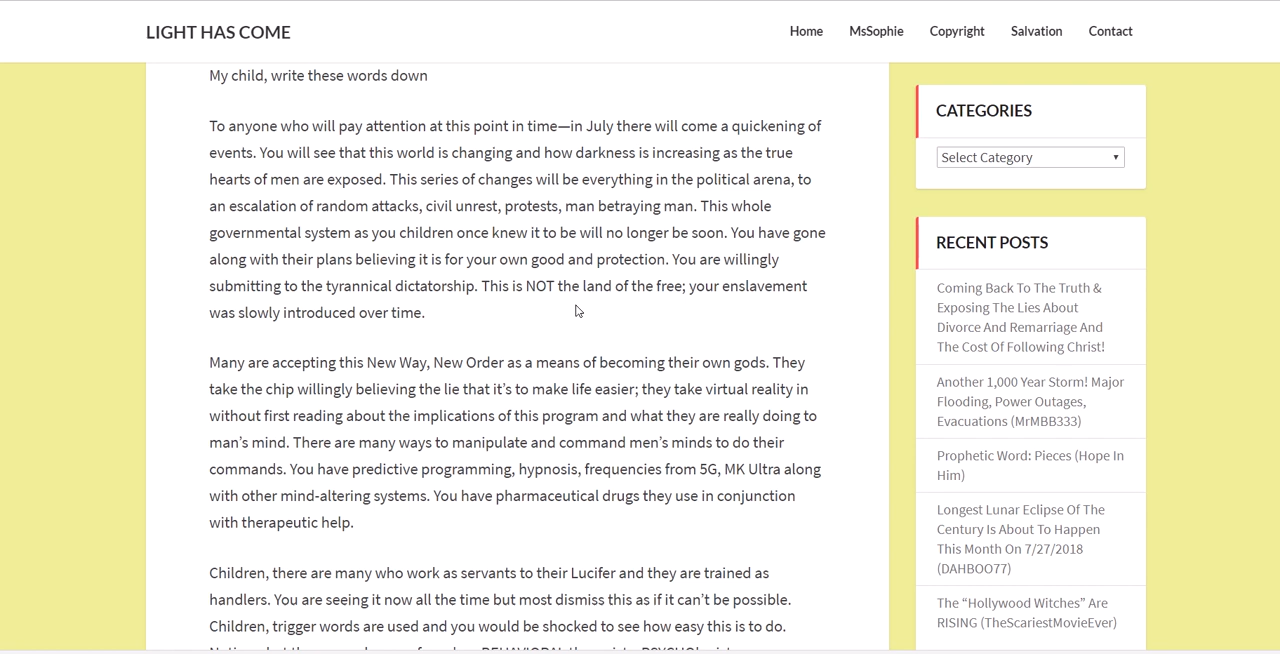 LIGHT HAS COME
Home
MsSophie
Copyright
Salvation
Contact
My child, write these words down
To anyone who will pay attention at this point in time—in July there will come a quickening of
events. You will see that this world is changing and how darkness is increasing as the true
hearts of men are exposed. This series of changes will be everything in the political arena, to
an escalation of random attacks, civil unrest, protests, man betraying man. This whole
governmental system as you children once knew it to be will no longer be soon. You have gone
along with their plans believing it is for your own good and protection. You are willingly
submitting to the tyrannical dictatorship. This is NOT the land of the free; your enslavement
was slowly introduced over time.
Many are accepting this New Way, New Order as a means of becoming their own gods. They
take the chip willingly believing the lie that it’s to make life easier; they take virtual reality in
without first reading about the implications of this program and what they are really doing to
man’s mind. There are many ways to manipulate and command men’s minds to do their
commands. You have predictive programming, hypnosis, frequencies from 5G, MK Ultra along
with other mind-altering systems. You have pharmaceutical drugs they use in conjunction
with therapeutic help.
Children, there are many who work as servants to their Lucifer and they are trained as
handlers. You are seeing it now all the time but most dismiss this as if it can’t be possible.
Children, trigger words are used and you would be shocked to see how easy this is to do.
CATEGORIES
Select Category
RECENT POSTS
Coming Back To The Truth &
Exposing The Lies About
Divorce And Remarriage And
The Cost Of Following Christ!
Another 1,000 Year Storm! Major
Flooding, Power Outages,
Evacuations (MrMBB333)
Prophetic Word: Pieces (Hope In
Him)
Longest Lunar Eclipse Of The
Century Is About To Happen
This Month On 7/27/2018
(DAHBOO77)
The “Hollywood Witches” Are
RISING (TheScariestMovieEver)